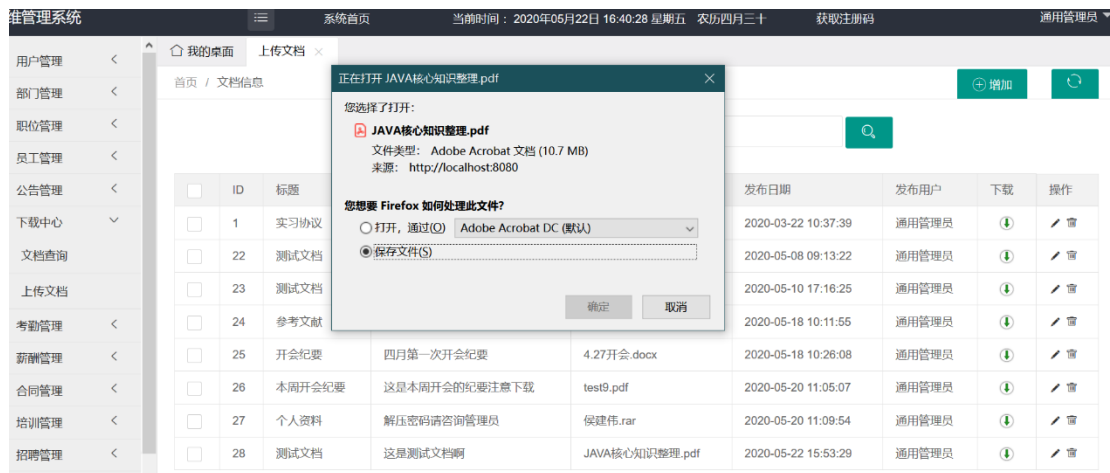 维管理系统 系统首页 当前时间：2020年05月22日 16:40:28 星期五 农历四月三十 获取注册码 通用管理员
用户管理
部门管理
职位管理
员工管理
公告管理
下载中心
文档查询
上传文档
考勤管理
薪酬管理
合同管理
培训管理
招聘管理
我的桌面 上传文档
首页 / 文档信息 增加
正在打开 JAVA核心知识整理.pdf
您选择了打开：
JAVA核心知识整理.pdf
文件类型： Adobe Acrobat 文档 (10.7 MB)
来源： http://localhost:8080
您想要 Firefox 如何处理此文件？
打开，通过(O) Adobe Acrobat DC (默认)
保存文件(S)
确定 取消
ID 标题 发布日期 发布用户 下载 操作
1 实习协议 2020-03-22 10:37:39 通用管理员
22 测试文档 2020-05-08 09:13:22 通用管理员
23 测试文档 2020-05-10 17:16:25 通用管理员
24 参考文献 2020-05-18 10:11:55 通用管理员
25 开会纪要 四月第一次开会纪要 4.27开会.docx 2020-05-18 10:26:08 通用管理员
26 本周开会纪要 这是本周开会的纪要注意下载 test9.pdf 2020-05-20 11:05:07 通用管理员
27 个人资料 解压密码请咨询管理员 侯建伟.rar 2020-05-20 11:09:54 通用管理员
28 测试文档 这是测试文档啊 JAVA核心知识整理.pdf 2020-05-22 15:53:29 通用管理员